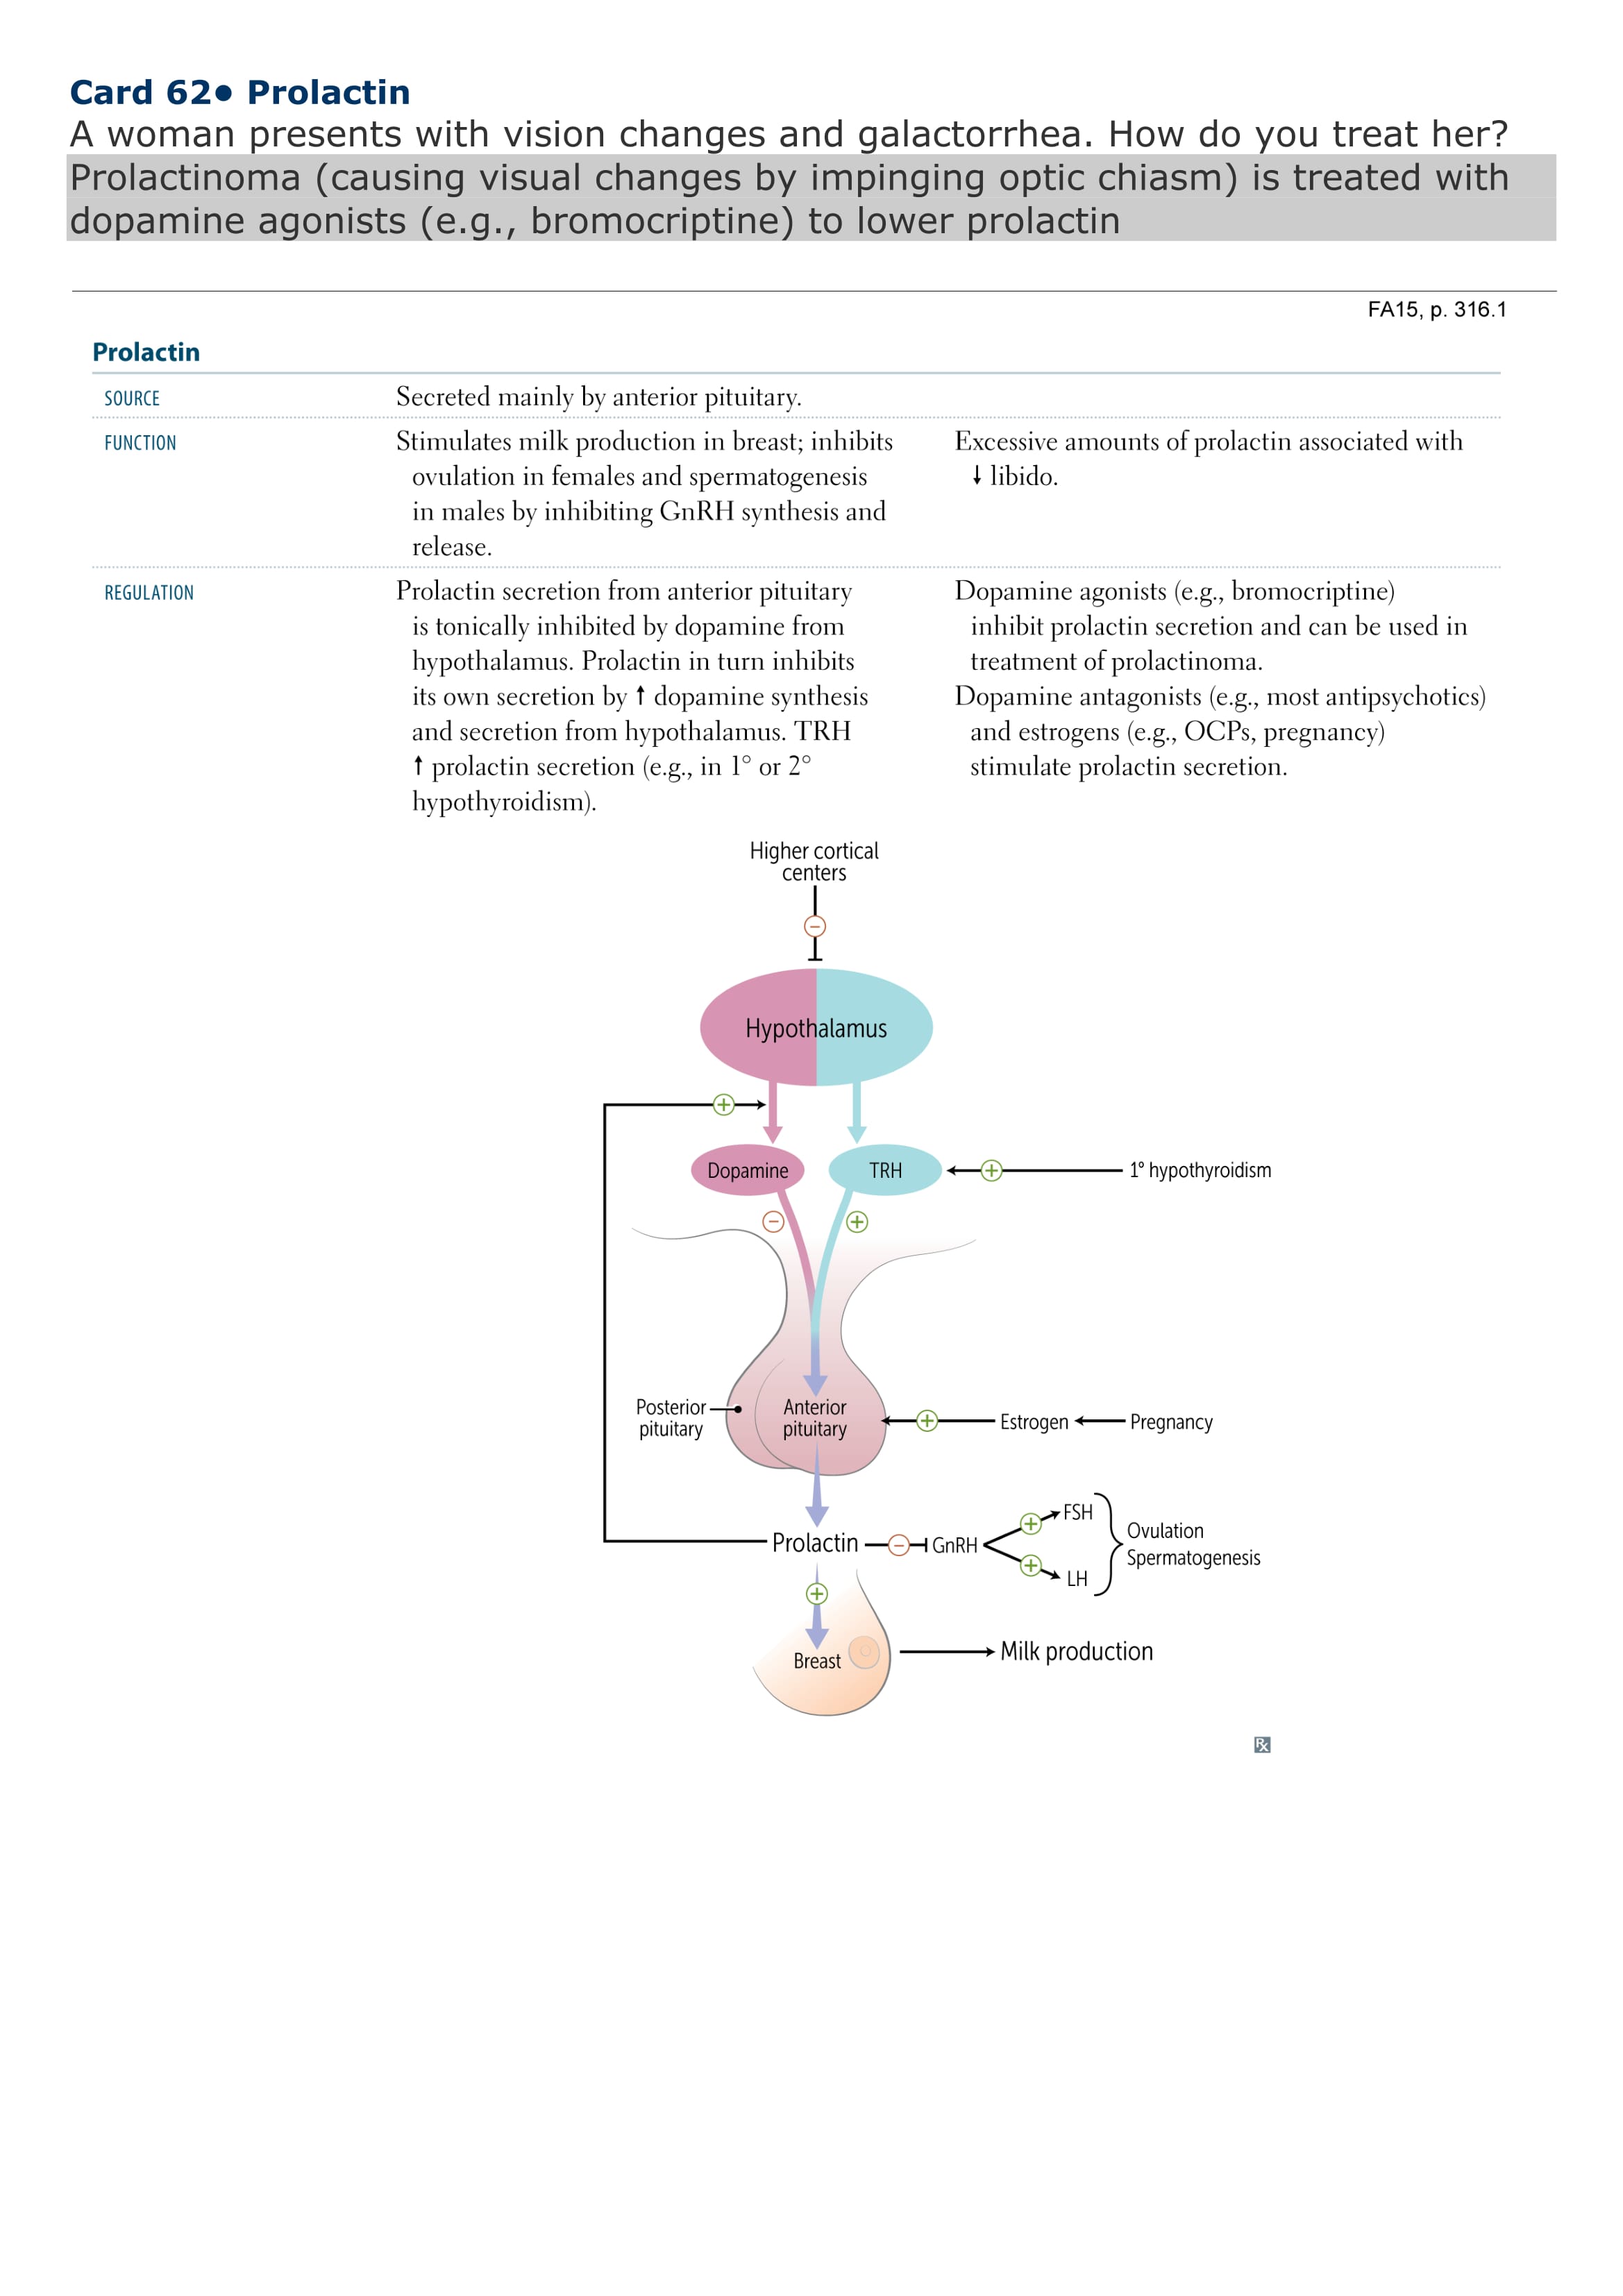 Card 62● Prolactin
A woman presents with vision changes and galactorrhea. How do you treat her?
Prolactinoma (causing visual changes by impinging optic chiasm) is treated with
dopamine agonists (e.g., bromocriptine) to lower prolactin
FA15, p. 316.1
Prolactin
SOURCE
Secreted mainly by anterior pituitary.
FUNCTION
Stimulates milk production in breast; inhibits
ovulation in females and spermatogenesis
in males by inhibiting GnRH synthesis and
release.
Excessive amounts of prolactin associated with
↓ libido.
REGULATION
Prolactin secretion from anterior pituitary
is tonically inhibited by dopamine from
hypothalamus. Prolactin in turn inhibits
its own secretion by ↑ dopamine synthesis
and secretion from hypothalamus. TRH
↑ prolactin secretion (e.g., in 1° or 2°
hypothyroidism).
Dopamine agonists (e.g., bromocriptine)
inhibit prolactin secretion and can be used in
treatment of prolactinoma.
Dopamine antagonists (e.g., most antipsychotics)
and estrogens (e.g., OCPs, pregnancy)
stimulate prolactin secretion.
Higher cortical
centers
−
Hypothalamus
+
Dopamine
TRH
+
1° hypothyroidism
−
+
Posterior
pituitary
Anterior
pituitary
+
Estrogen
Pregnancy
Prolactin
−
GnRH
+
FSH
+
LH
Ovulation
Spermatogenesis
+
Breast
Milk production
Rx